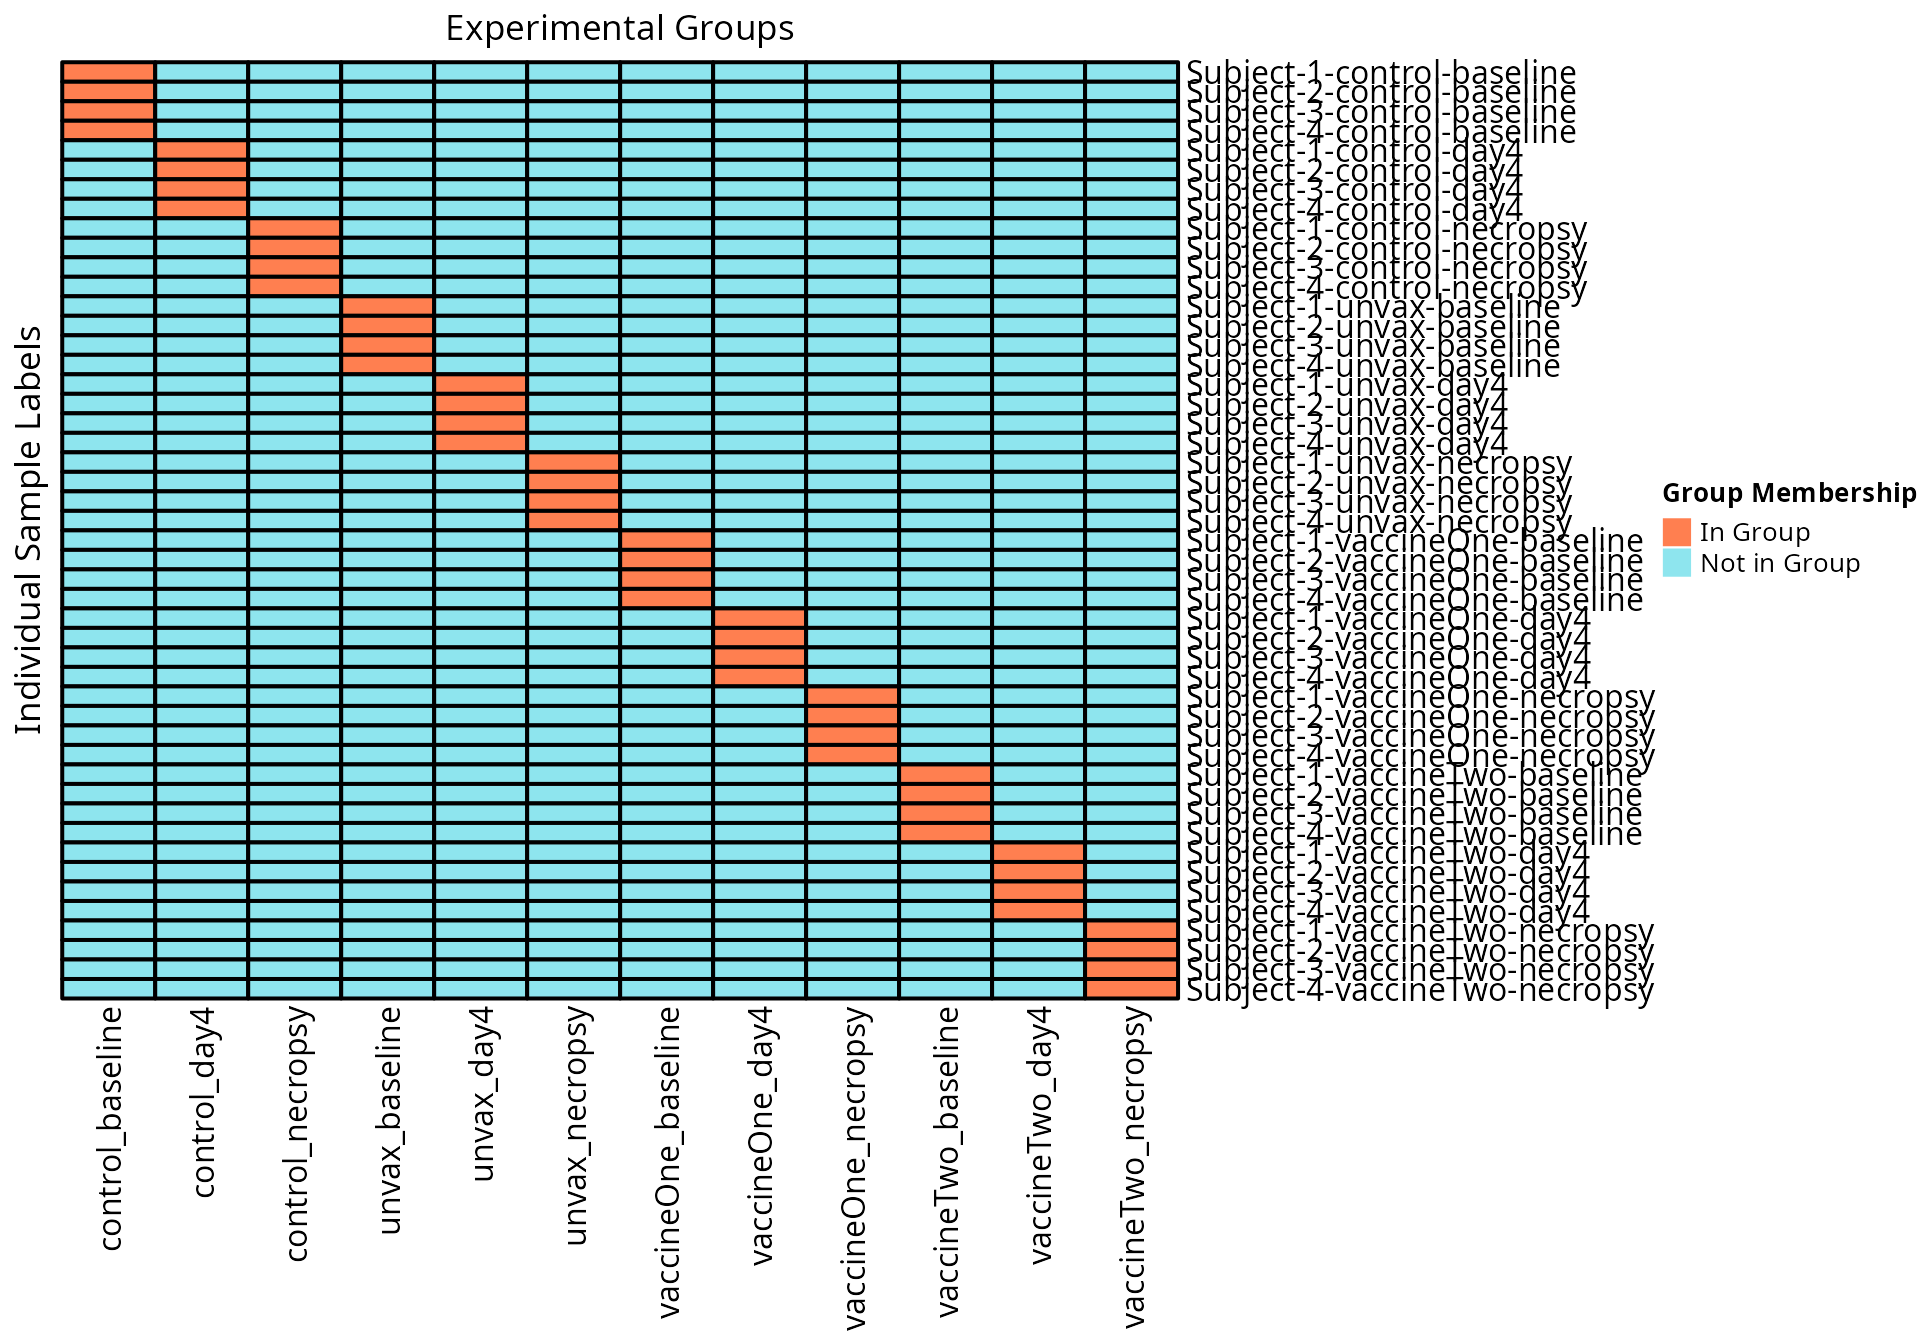 Experimental Groups
Individual Sample Labels
Subject-1-control-baseline
Subject-2-control-baseline
Subject-3-control-baseline
Subject-4-control-baseline
Subject-1-control-day4
Subject-2-control-day4
Subject-3-control-day4
Subject-4-control-day4
Subject-1-control-necropsy
Subject-2-control-necropsy
Subject-3-control-necropsy
Subject-4-control-necropsy
Subject-1-unvax-baseline
Subject-2-unvax-baseline
Subject-3-unvax-baseline
Subject-4-unvax-baseline
Subject-1-unvax-day4
Subject-2-unvax-day4
Subject-3-unvax-day4
Subject-4-unvax-day4
Subject-1-unvax-necropsy
Subject-2-unvax-necropsy
Subject-3-unvax-necropsy
Subject-4-unvax-necropsy
Subject-1-vaccineOne-baseline
Subject-2-vaccineOne-baseline
Subject-3-vaccineOne-baseline
Subject-4-vaccineOne-baseline
Subject-1-vaccineOne-day4
Subject-2-vaccineOne-day4
Subject-3-vaccineOne-day4
Subject-4-vaccineOne-day4
Subject-1-vaccineOne-necropsy
Subject-2-vaccineOne-necropsy
Subject-3-vaccineOne-necropsy
Subject-4-vaccineOne-necropsy
Subject-1-vaccineTwo-baseline
Subject-2-vaccineTwo-baseline
Subject-3-vaccineTwo-baseline
Subject-4-vaccineTwo-baseline
Subject-1-vaccineTwo-day4
Subject-2-vaccineTwo-day4
Subject-3-vaccineTwo-day4
Subject-4-vaccineTwo-day4
Subject-1-vaccineTwo-necropsy
Subject-2-vaccineTwo-necropsy
Subject-3-vaccineTwo-necropsy
Subject-4-vaccineTwo-necropsy
control_baseline
control_day4
control_necropsy
unvax_baseline
unvax_day4
unvax_necropsy
vaccineOne_baseline
vaccineOne_day4
vaccineOne_necropsy
vaccineTwo_baseline
vaccineTwo_day4
vaccineTwo_necropsy
Group Membership
In Group
Not in Group